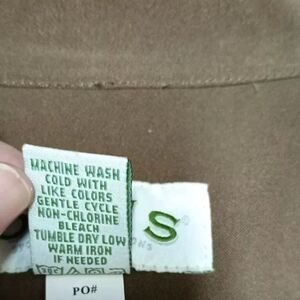 MACHINE WASH
COLD WITH
LIKE COLORS
GENTLE CYCLE
NON-CHLORINE
BLEACH
TUMBLE DRY LOW
WARM IRON
IF NEEDED
S
PO#